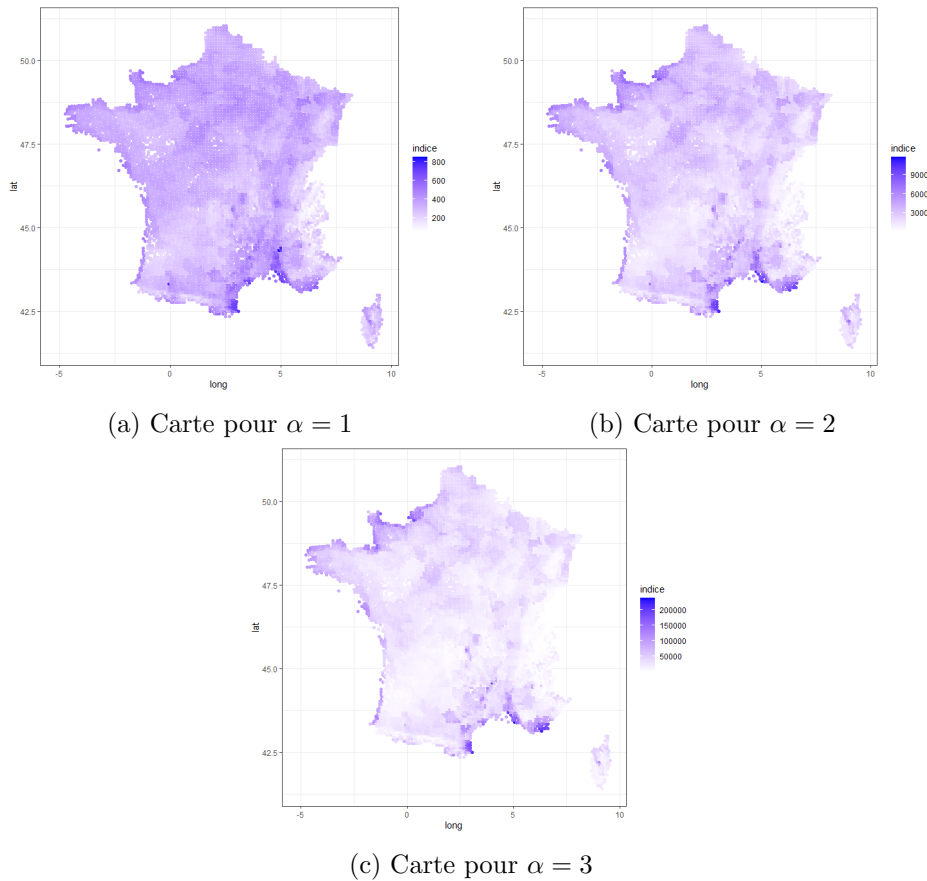 50.0
47.5
45.0
42.5
lat
-5
0
5
10
long
indice
800
600
400
200
(a) Carte pour α = 1
50.0
47.5
45.0
42.5
lat
-5
0
5
10
long
indice
9000
6000
3000
(b) Carte pour α = 2
50.0
47.5
45.0
42.5
lat
-5
0
5
10
long
indice
200000
150000
100000
50000
(c) Carte pour α = 3